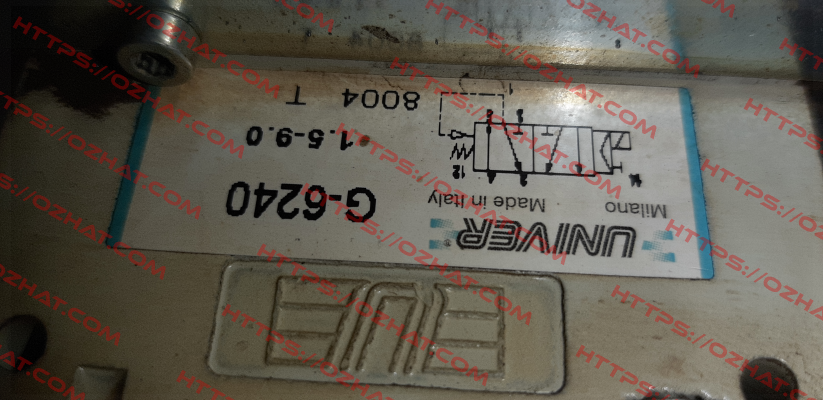 UNIVER
Milano Made in Italy
G-6240
14
12
1.5-9.0
8004 T
HTTPS://OZHAT.COM